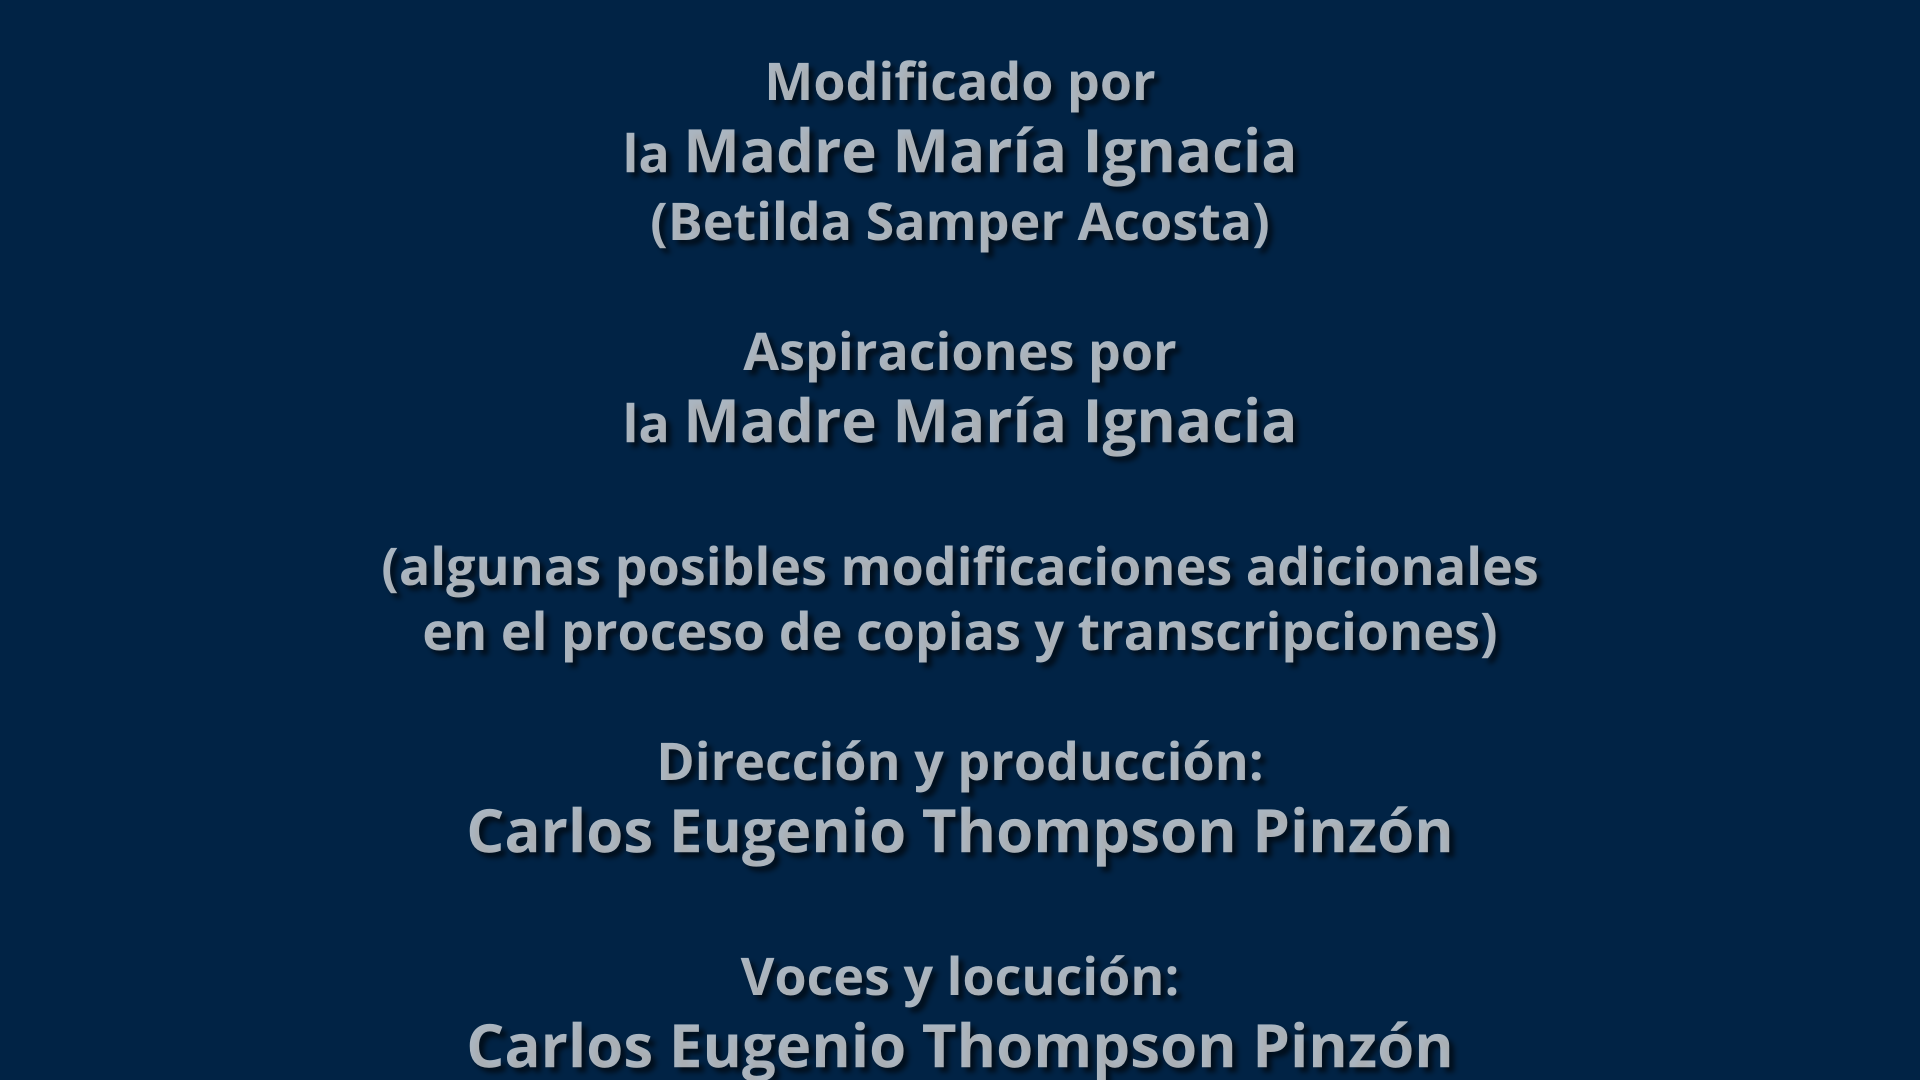 Modificado por
la Madre María Ignacia
(Betilda Samper Acosta)
Aspiraciones por
la Madre María Ignacia
(algunas posibles modificaciones adicionales
en el proceso de copias y transcripciones)
Dirección y producción:
Carlos Eugenio Thompson Pinzón
Voces y locución:
Carlos Eugenio Thompson Pinzón